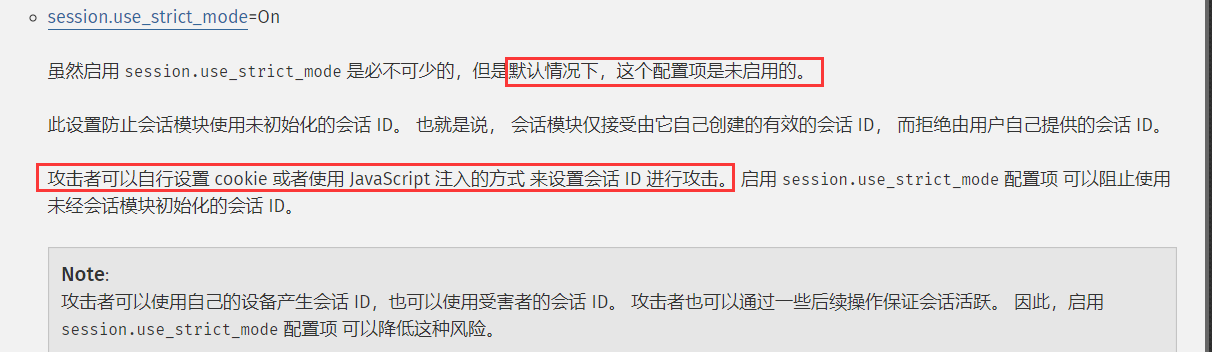 session.use_strict_mode=On
虽然启用 session.use_strict_mode 是必不可少的，但是默认情况下，这个配置项是未启用的。
此设置防止会话模块使用未初始化的会话 ID。 也就是说， 会话模块仅接受由它自己创建的有效的会话 ID， 而拒绝由用户自己提供的会话 ID。
攻击者可以自行设置 cookie 或者使用 JavaScript 注入的方式 来设置会话 ID 进行攻击。 启用 session.use_strict_mode 配置项 可以阻止使用
未经会话模块初始化的会话 ID。
Note:
攻击者可以使用自己的设备产生会话 ID，也可以使用受害者的会话 ID。 攻击者也可以通过一些后续操作保证会话活跃。 因此，启用
session.use_strict_mode 配置项 可以降低这种风险。